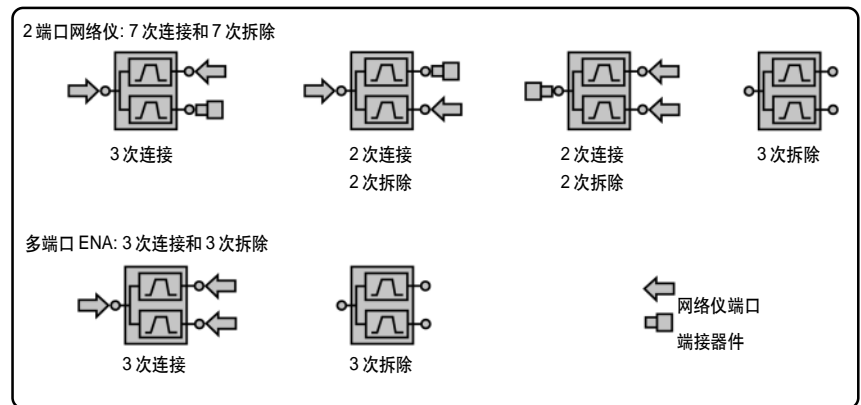 2 端口网络仪: 7 次连接和 7 次拆除
3 次连接
2 次连接
2 次拆除
2 次连接
2 次拆除
3 次拆除
多端口 ENA: 3 次连接和 3 次拆除
3 次连接
3 次拆除
网络仪端口
端接器件